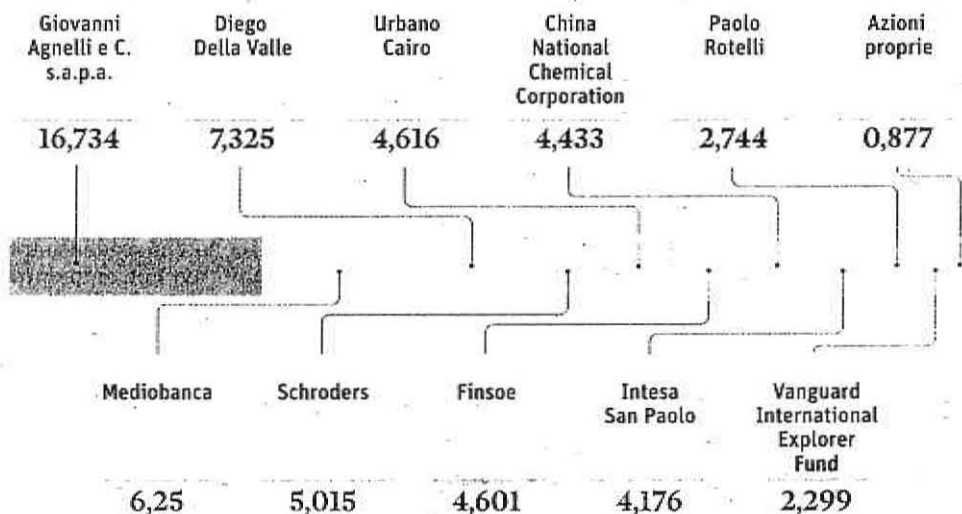 Giovanni
Agnelli e C.
s.a.p.a.
16,734
Diego
Della Valle
7,325
Urbano
Cairo
4,616
China
National
Chemical
Corporation
4,433
Paolo
Rotelli
2,744
Azioni
proprie
0,877
Mediobanca
6,25
Schroders
5,015
Finsoe
4,601
Intesa
San Paolo
4,176
Vanguard
International
Explorer
Fund
2,299